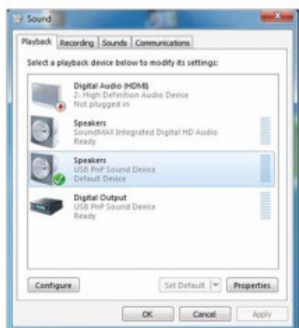 Sound
Playback
Recording
Sounds
Communications
Select a playback device below to modify its settings:
Digital Audio (HDMI)
2- High Definition Audio Device
Not plugged in
Speakers
SoundMAX Integrated Digital HD Audio
Ready
Speakers
USB PnP Sound Device
Default Device
Digital Output
USB PnP Sound Device
Ready
Configure
Set Default
Properties
OK
Cancel
Apply